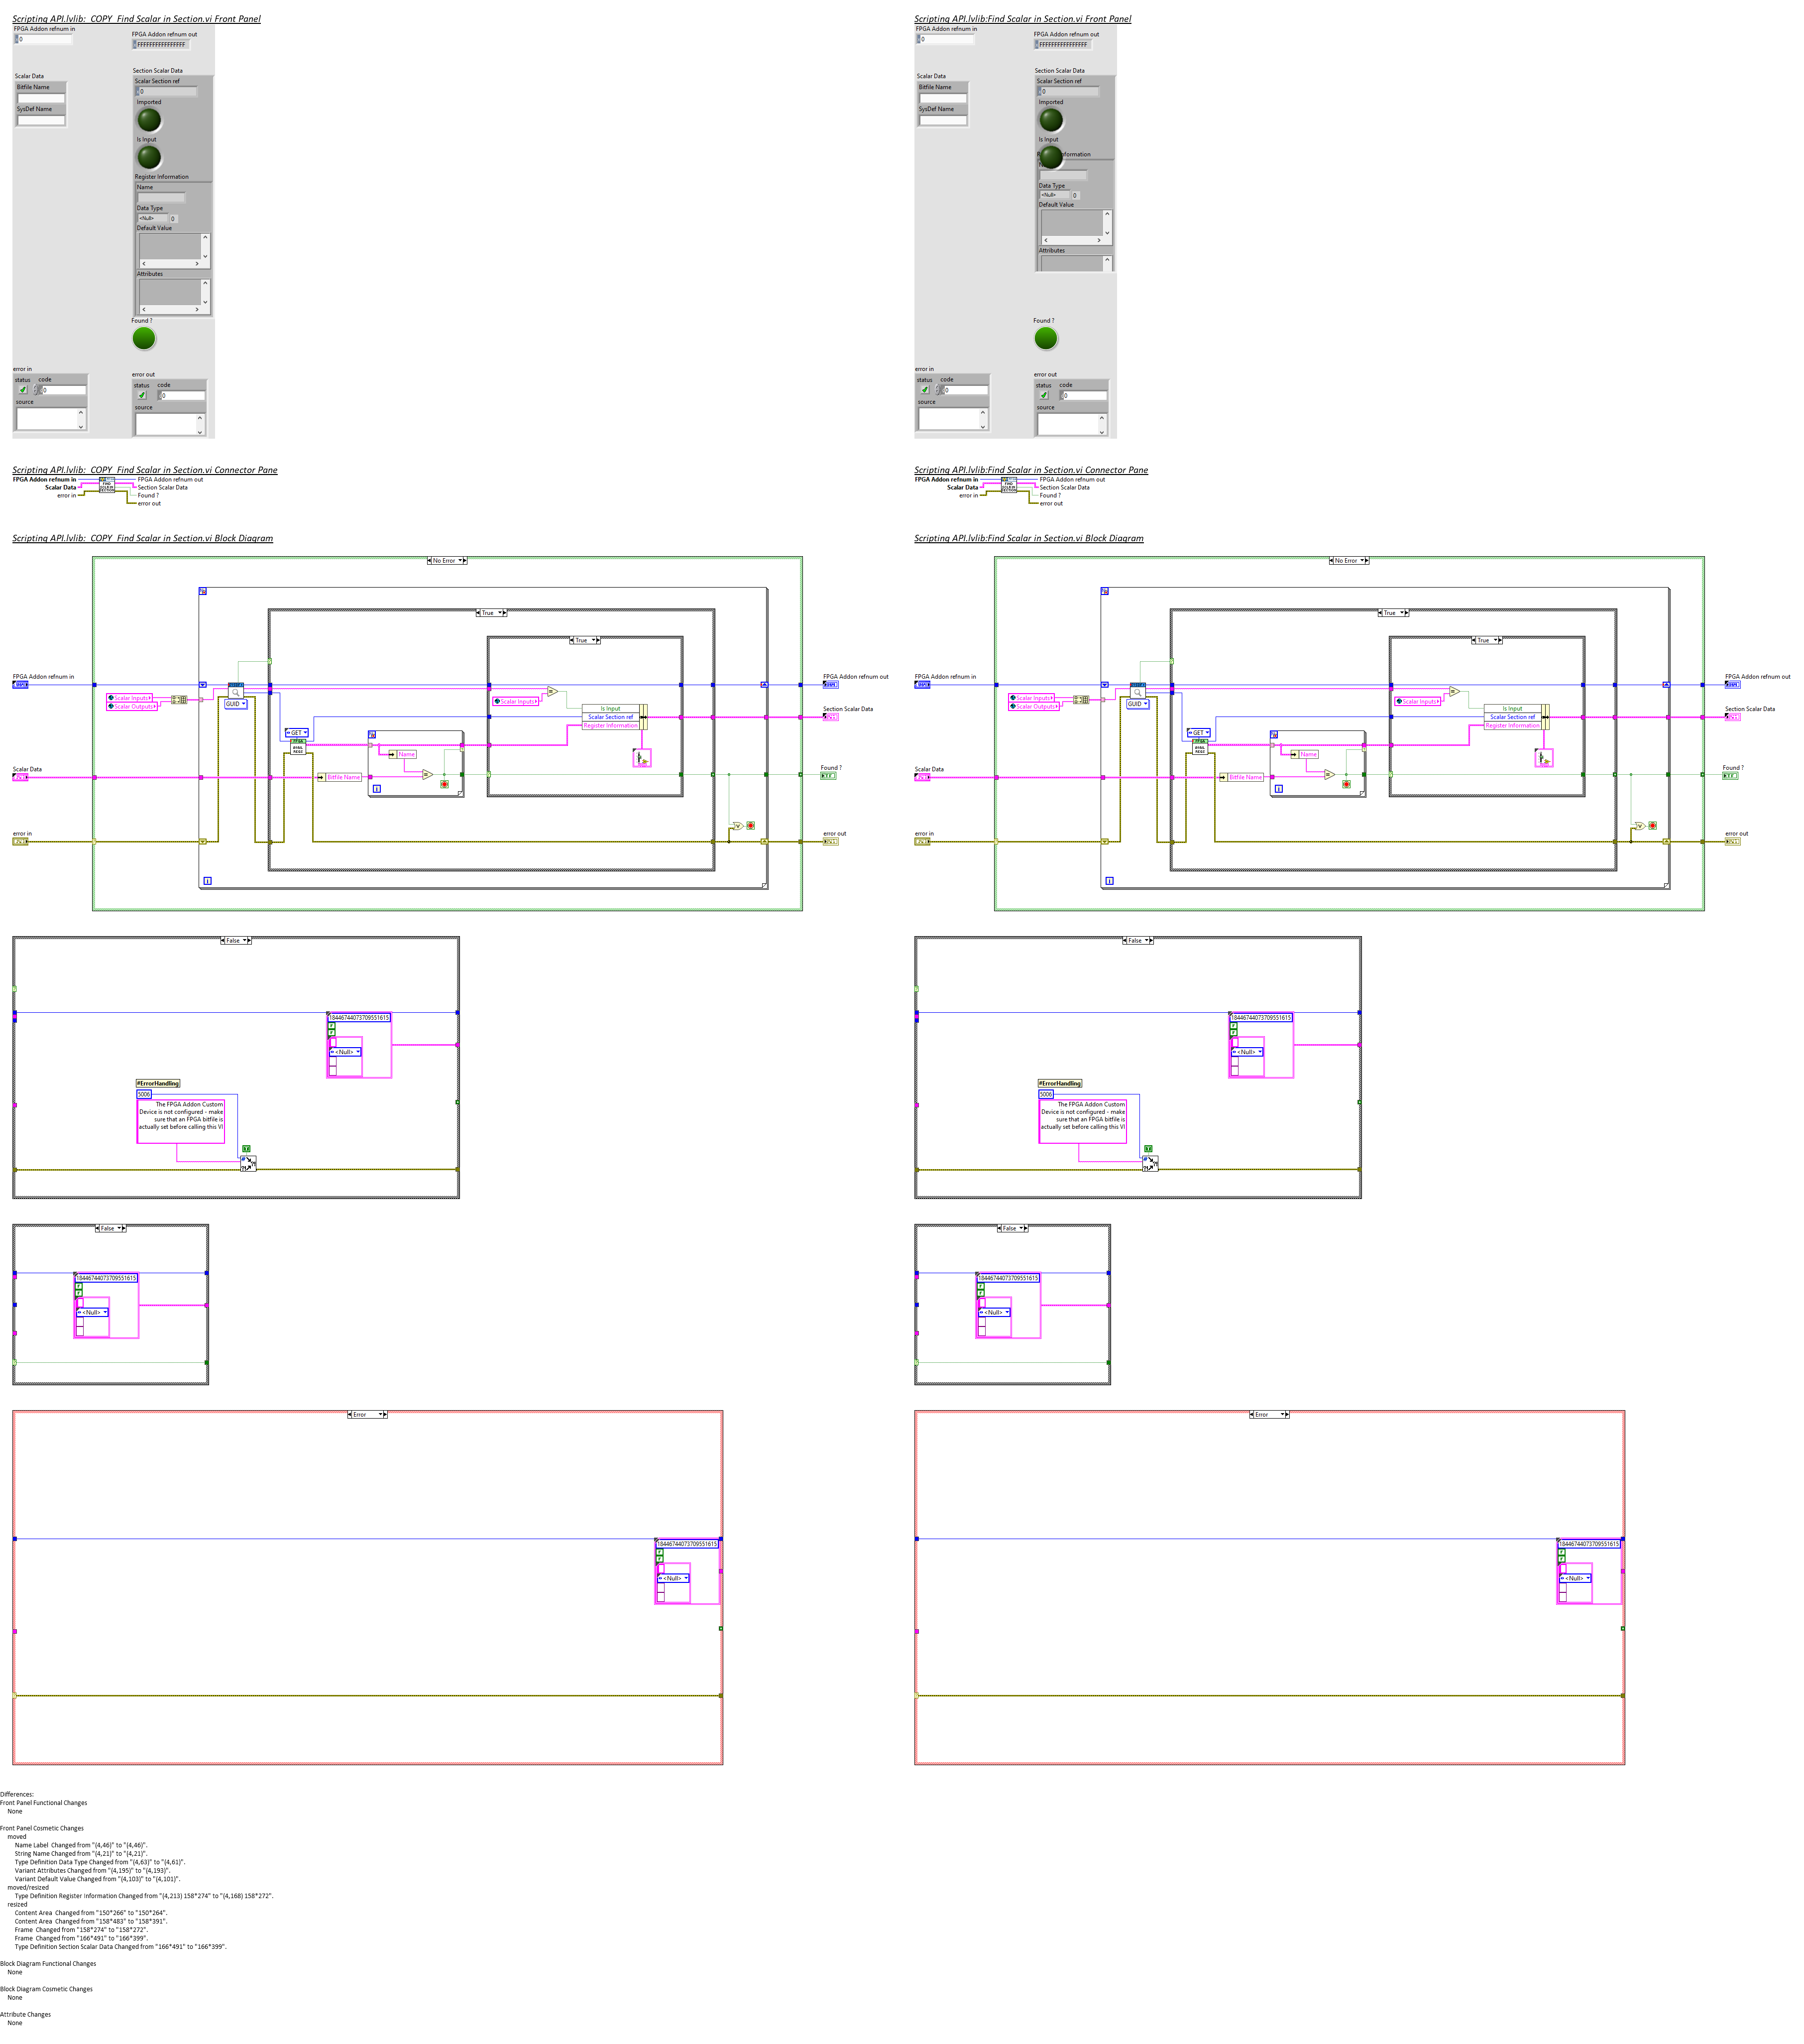 Scripting API.lvlib:_COPY_Find Scalar in Section.vi Front Panel
FPGA Addon refnum in
0
FPGA Addon refnum out
FFFFFFFFFFFFFFFF
Scalar Data
Bitfile Name
SysDef Name
Section Scalar Data
Scalar Section ref
0
Imported
Is Input
Register Information
Name
Data Type
<Null> 0
Default Value
Attributes
Found ?
error in
status code
0
source
error out
status code
0
source
Scripting API.lvlib:Find Scalar in Section.vi Front Panel
FPGA Addon refnum in
0
FPGA Addon refnum out
FFFFFFFFFFFFFFFF
Scalar Data
Bitfile Name
SysDef Name
Section Scalar Data
Scalar Section ref
0
Imported
Is Input
Data Type
<Null> 0
Default Value
Attributes
Found ?
error in
status code
0
source
error out
status code
0
source
Scripting API.lvlib:_COPY_Find Scalar in Section.vi Connector Pane
FPGA Addon refnum in
Scalar Data
error in
FPGA Addon refnum out
Section Scalar Data
Found ?
error out
Scripting API.lvlib:Find Scalar in Section.vi Connector Pane
FPGA Addon refnum in
Scalar Data
error in
FPGA Addon refnum out
Section Scalar Data
Found ?
error out
Scripting API.lvlib:_COPY_Find Scalar in Section.vi Block Diagram
No Error
True
True
FPGA Addon refnum in
FPGA Addon refnum out
Scalar Inputs
Scalar Outputs
GUID
Scalar Inputs
Is Input
Scalar Section ref
Register Information
Section Scalar Data
GET
Name
Scalar Data
Bitfile Name
Found ?
error in
error out
i
i
Scripting API.lvlib:Find Scalar in Section.vi Block Diagram
No Error
True
True
FPGA Addon refnum in
FPGA Addon refnum out
Scalar Inputs
Scalar Outputs
GUID
Scalar Inputs
Is Input
Scalar Section ref
Register Information
Section Scalar Data
GET
Name
Scalar Data
Bitfile Name
Found ?
error in
error out
i
i
False
18446744073709551615
<Null>
#ErrorHandling
5006
The FPGA Addon Custom
Device is not configured - make
sure that an FPGA bitfile is
actually set before calling this VI
False
18446744073709551615
<Null>
#ErrorHandling
5006
The FPGA Addon Custom
Device is not configured - make
sure that an FPGA bitfile is
actually set before calling this VI
False
18446744073709551615
<Null>
False
18446744073709551615
<Null>
Error
18446744073709551615
<Null>
Error
18446744073709551615
<Null>
Differences:
Front Panel Functional Changes
None
Front Panel Cosmetic Changes
moved
Name Label  Changed from "(4,46)" to "(4,46)".
String Name Changed from "(4,21)" to "(4,21)".
Type Definition Data Type Changed from "(4,63)" to "(4,61)".
Variant Attributes Changed from "(4,195)" to "(4,193)".
Variant Default Value Changed from "(4,103)" to "(4,101)".
moved/resized
Type Definition Register Information Changed from "(4,213) 158*274" to "(4,168) 158*272".
resized
Content Area  Changed from "150*266" to "150*264".
Content Area  Changed from "158*483" to "158*391".
Frame  Changed from "158*274" to "158*272".
Frame  Changed from "166*491" to "166*399".
Type Definition Section Scalar Data Changed from "166*491" to "166*399".
Block Diagram Functional Changes
None
Block Diagram Cosmetic Changes
None
Attribute Changes
None